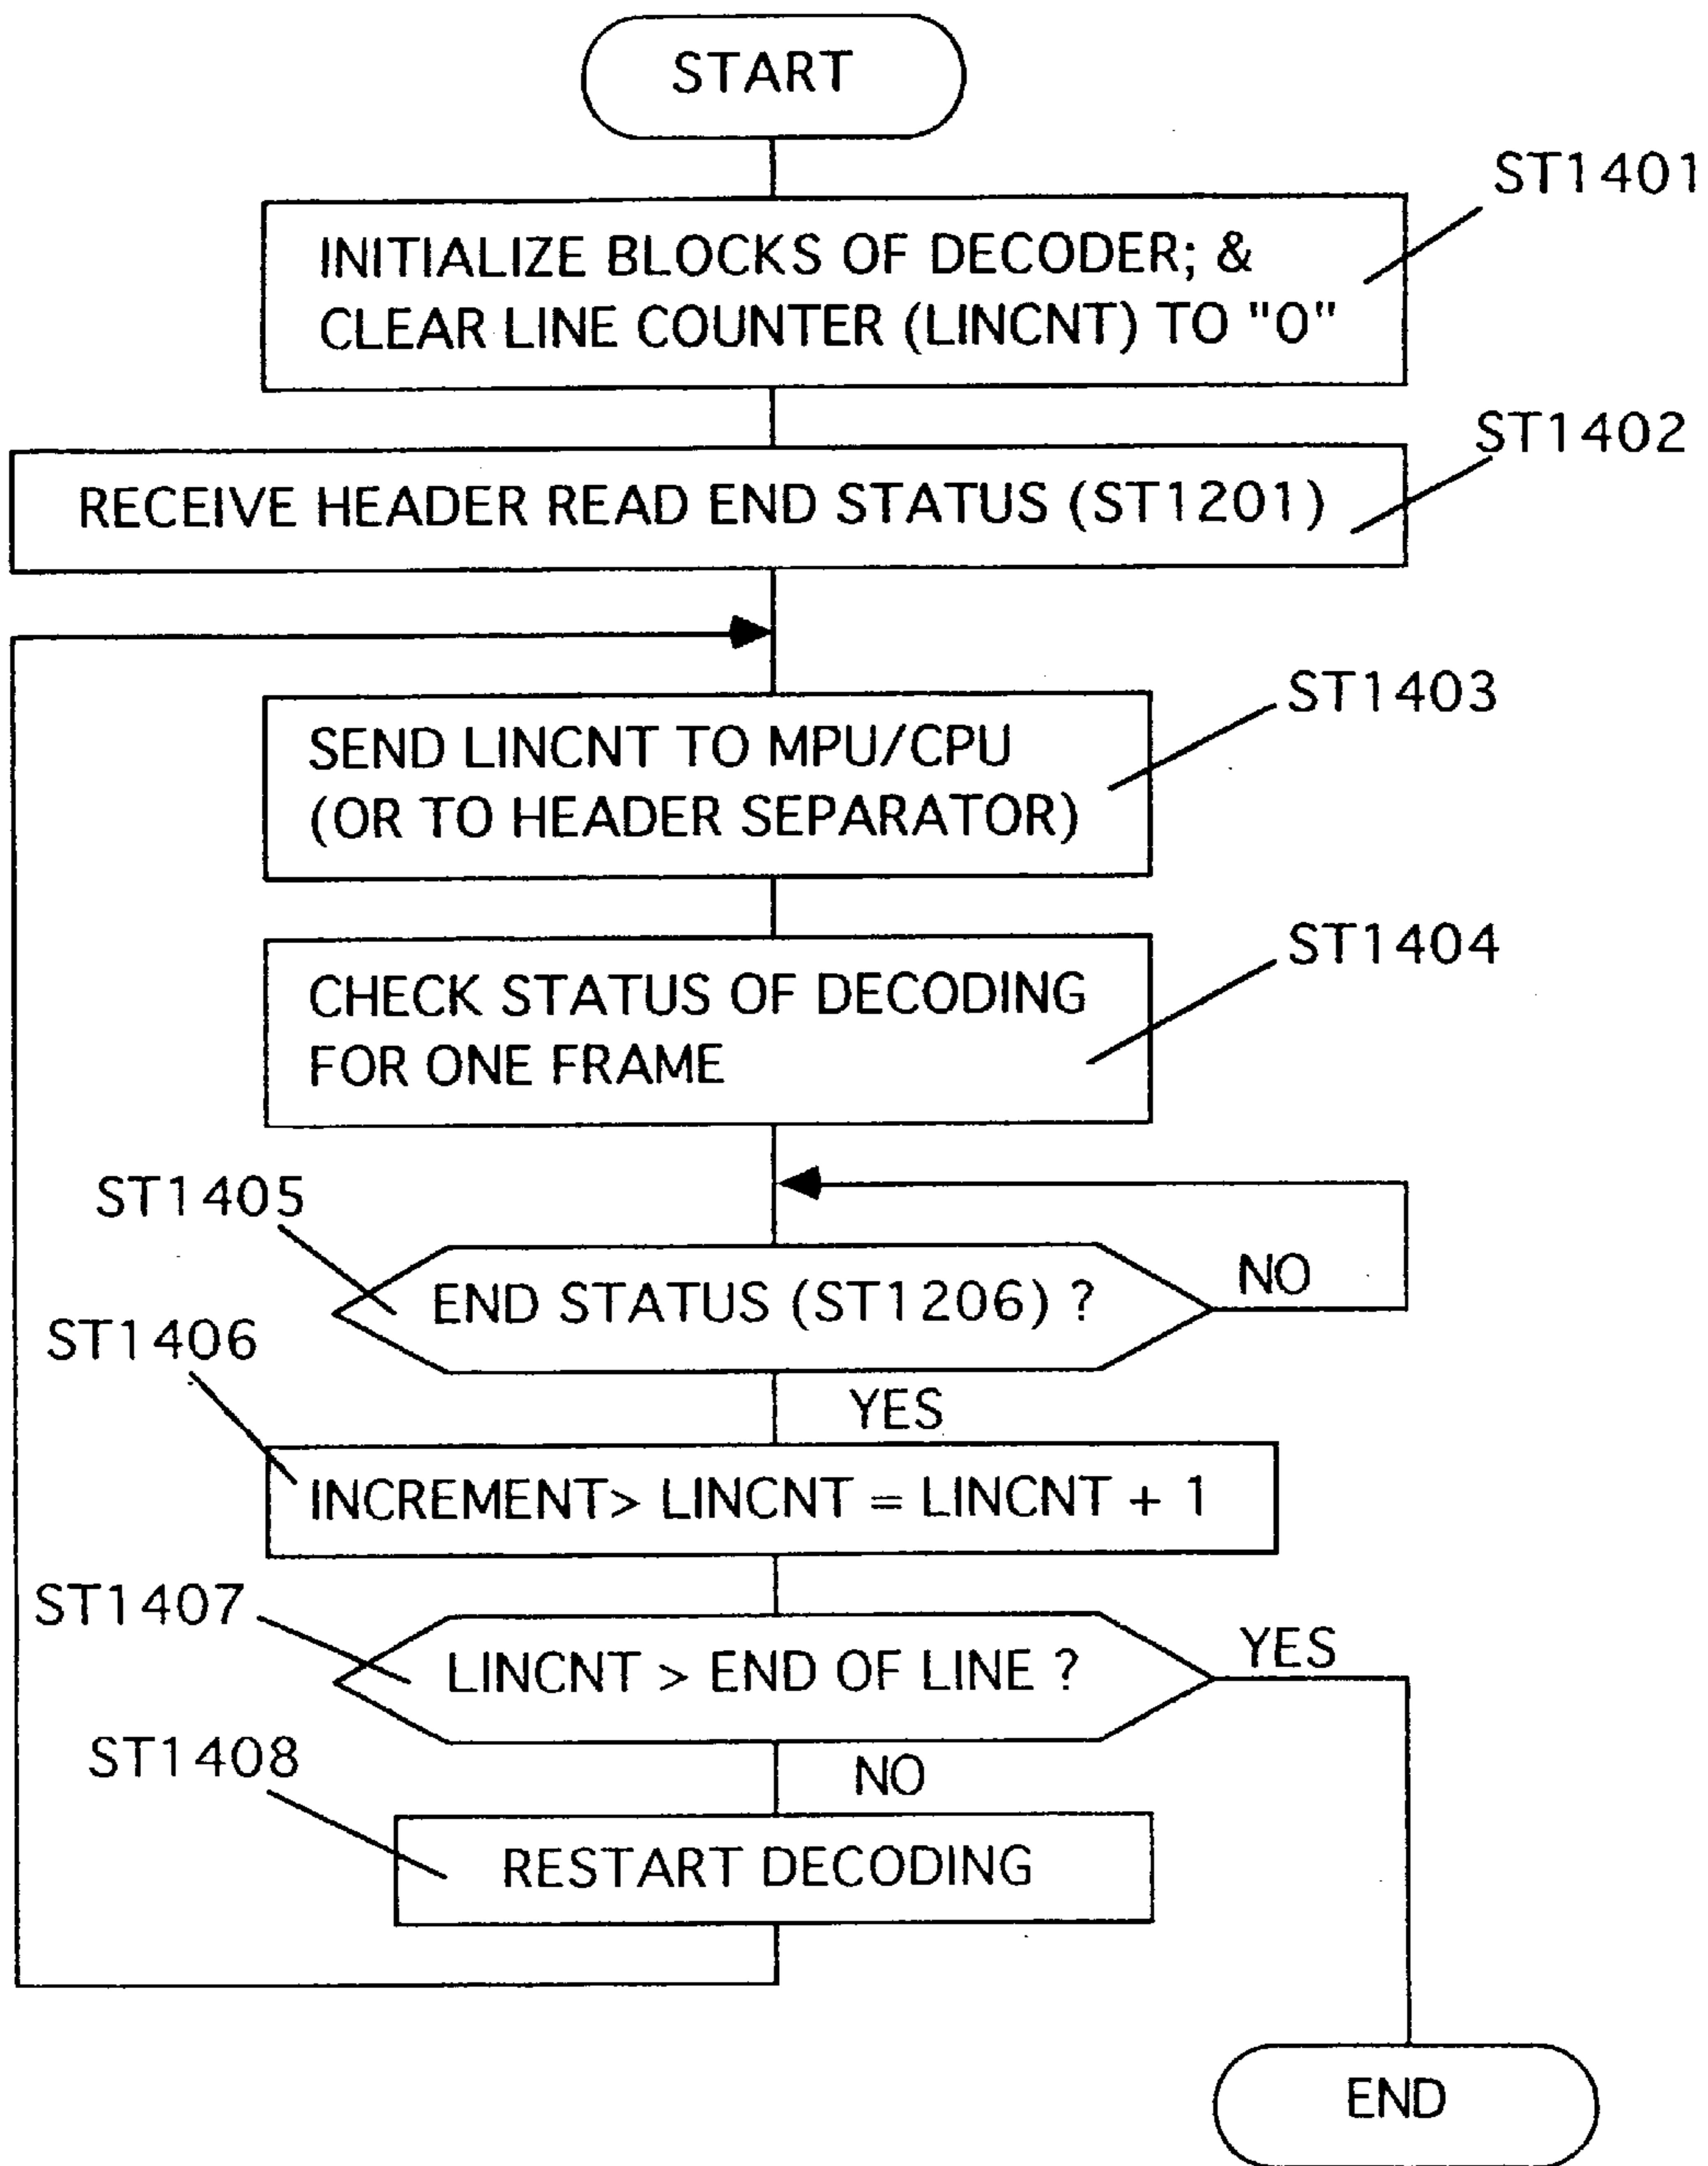 START
ST1401
INITIALIZE BLOCKS OF DECODER; &
CLEAR LINE COUNTER (LINCNT) TO "0"
ST1402
RECEIVE HEADER READ END STATUS (ST1201)
ST1403
SEND LINCNT TO MPU/CPU
(OR TO HEADER SEPARATOR)
ST1404
CHECK STATUS OF DECODING
FOR ONE FRAME
ST1405
END STATUS (ST1206) ?
NO
ST1406
YES
INCREMENT> LINCNT = LINCNT + 1
ST1407
LINCNT > END OF LINE ?
YES
ST1408
NO
RESTART DECODING
END